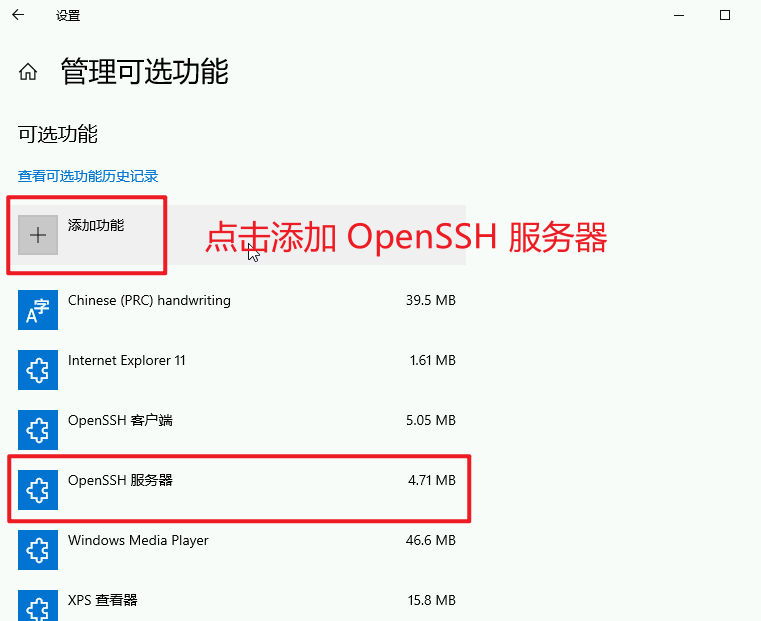 设置
管理可选功能
可选功能
查看可选功能历史记录
添加功能
点击添加 OpenSSH 服务器
Chinese (PRC) handwriting 39.5 MB
Internet Explorer 11 1.61 MB
OpenSSH 客户端 5.05 MB
OpenSSH 服务器 4.71 MB
Windows Media Player 46.6 MB
XPS 查看器 15.8 MB